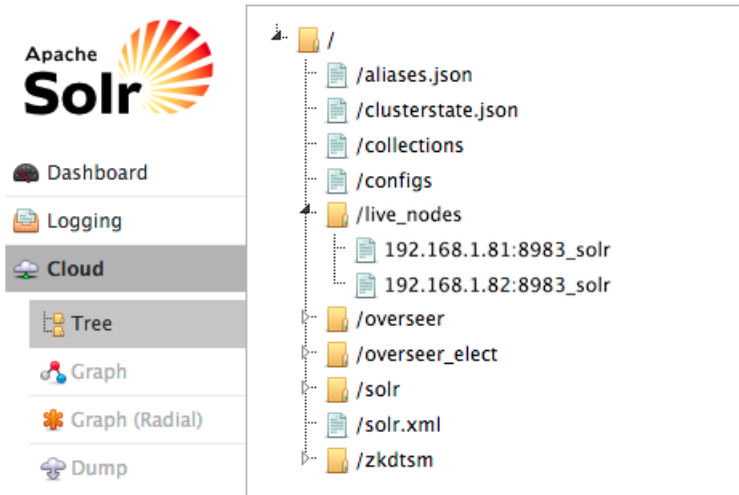 Apache
Solr
Dashboard
Logging
Cloud
Tree
Graph
Graph (Radial)
Dump
/
/aliases.json
/clusterstate.json
/collections
/configs
/live_nodes
192.168.1.81:8983_solr
192.168.1.82:8983_solr
/overseer
/overseer_elect
/solr
/solr.xml
/zkdtsm